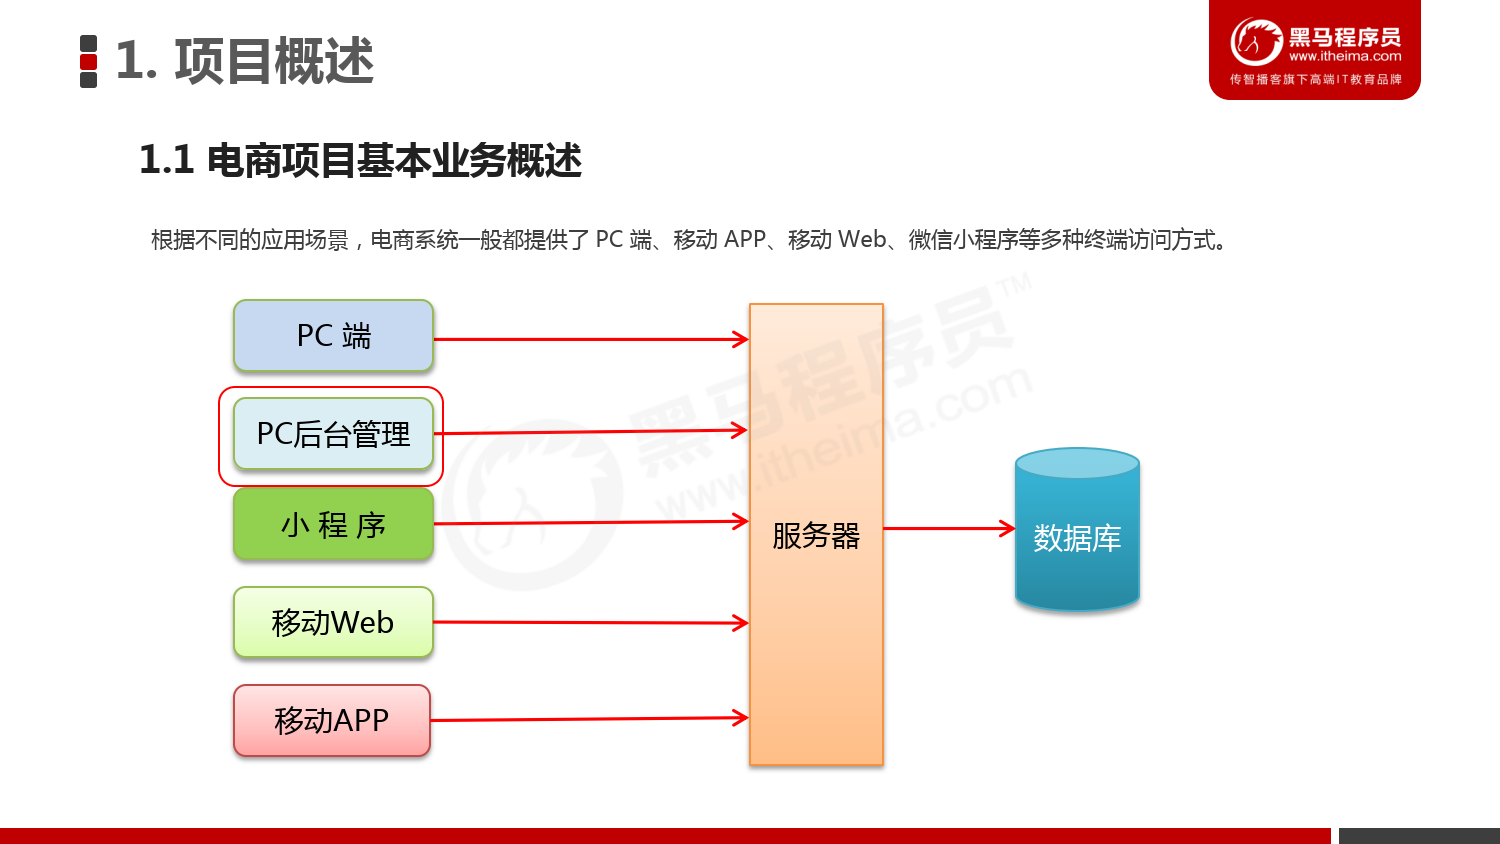 1. 项目概述
黑马程序员
www.itheima.com
传智播客旗下高端IT教育品牌
1.1 电商项目基本业务概述
根据不同的应用场景，电商系统一般都提供了 PC 端、移动 APP、移动 Web、微信小程序等多种终端访问方式。
黑马程序员™
www.itheima.com
PC 端
PC后台管理
小 程 序
移动Web
移动APP
服务器
数据库